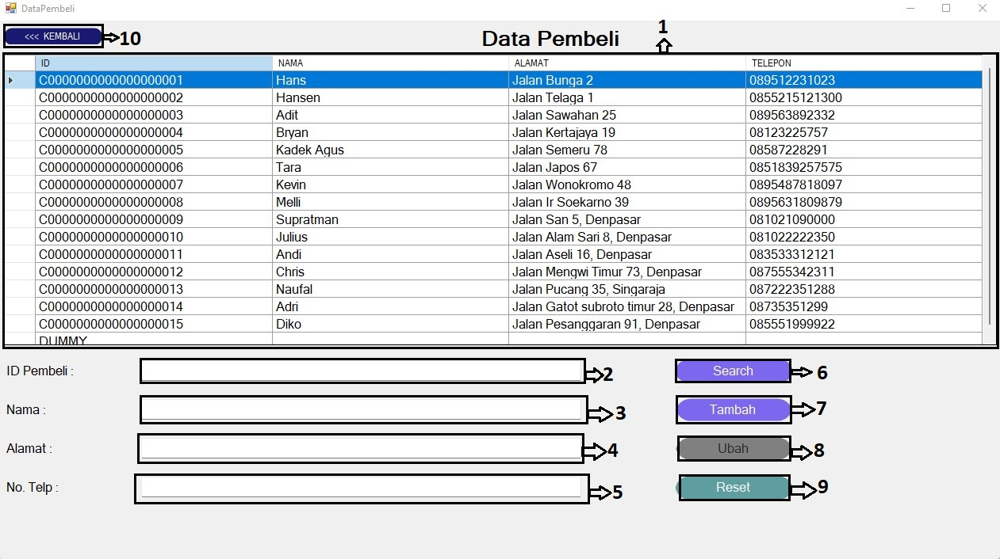 DataPembeli
<<< KEMBALI 10 Data Pembeli 1
ID NAMA ALAMAT TELEPON
C0000000000000000001 Hans Jalan Bunga 2 089512231023
C0000000000000000002 Hansen Jalan Telaga 1 0855215121300
C0000000000000000003 Adit Jalan Sawahan 25 089563892332
C0000000000000000004 Bryan Jalan Kertajaya 19 08123225757
C0000000000000000005 Kadek Agus Jalan Semeru 78 08587228291
C0000000000000000006 Tara Jalan Japos 67 0851839257575
C0000000000000000007 Kevin Jalan Wonokromo 48 0895487818097
C0000000000000000008 Melli Jalan Ir Soekarno 39 0895631809879
C0000000000000000009 Supratman Jalan San 5, Denpasar 081021090000
C0000000000000000010 Julius Jalan Alam Sari 8, Denpasar 081022222350
C0000000000000000011 Andi Jalan Aseli 16, Denpasar 083533312121
C0000000000000000012 Chris Jalan Mengwi Timur 73, Denpasar 087555342311
C0000000000000000013 Naufal Jalan Pucang 35, Singaraja 087222351288
C0000000000000000014 Adri Jalan Gatot subroto timur 28, Denpasar 08735351299
C0000000000000000015 Diko Jalan Pesanggaran 91, Denpasar 085551999922
DUMMY
ID Pembeli : 2 Search 6
Nama : 3 Tambah 7
Alamat : 4 Ubah 8
No. Telp : 5 Reset 9